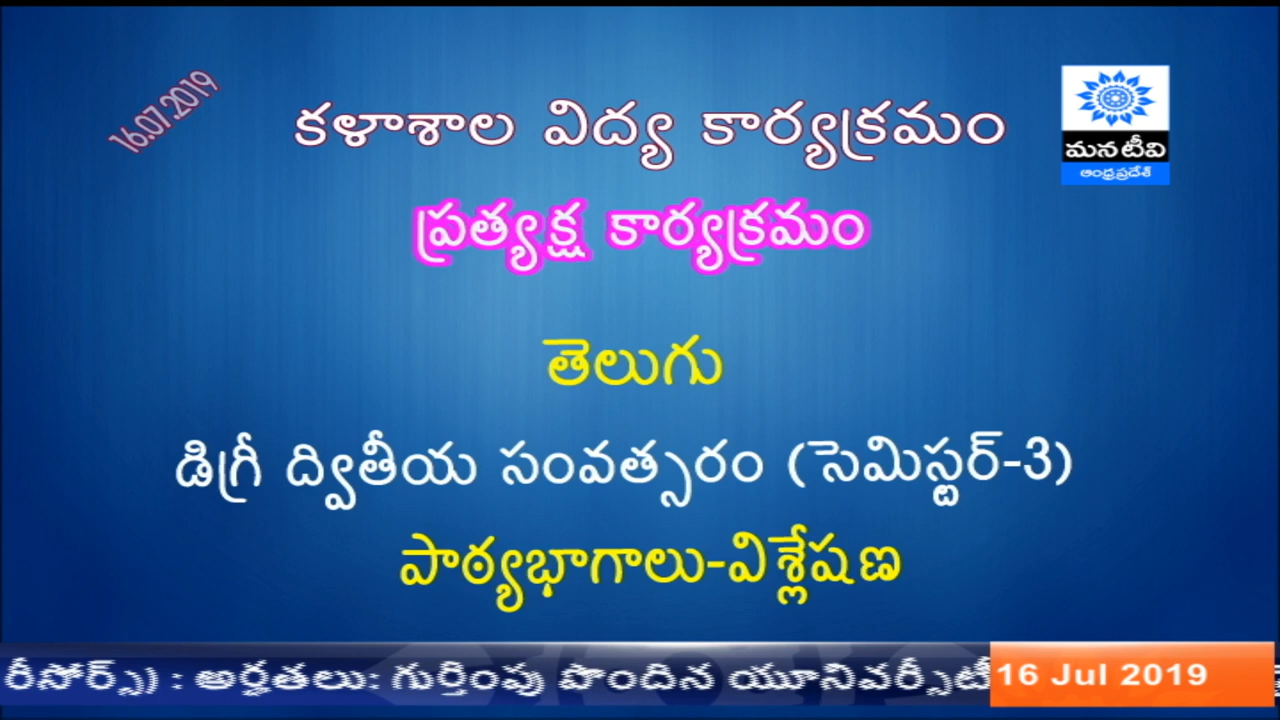 16.07.2019
కళాశాల విద్య కార్యక్రమం
మన టీవి
ఆంధ్రప్రదేశ్
ప్రత్యక్ష కార్యక్రమం
తెలుగు
డిగ్రీ ద్వితీయ సంవత్సరం (సెమిస్టర్-3)
పాఠ్యభాగాలు-విశ్లేషణ
రీసోర్స్) : అర్హతలు: గుర్తింపు పొందిన యూనివర్సిటీ
16 Jul 2019